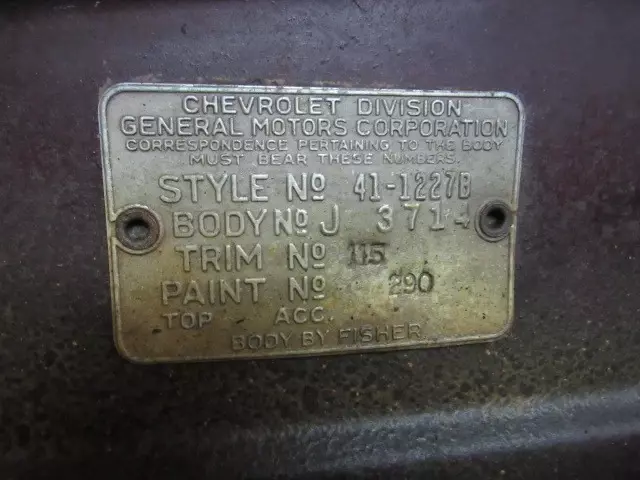 CHEVROLET DIVISION
GENERAL MOTORS CORPORATION
CORRESPONDENCE PERTAINING TO THE BODY
MUST BEAR THESE NUMBERS.
STYLE No 41-1227B
BODY No J 3714
TRIM No 115
PAINT No 290
TOP ACC.
BODY BY FISHER